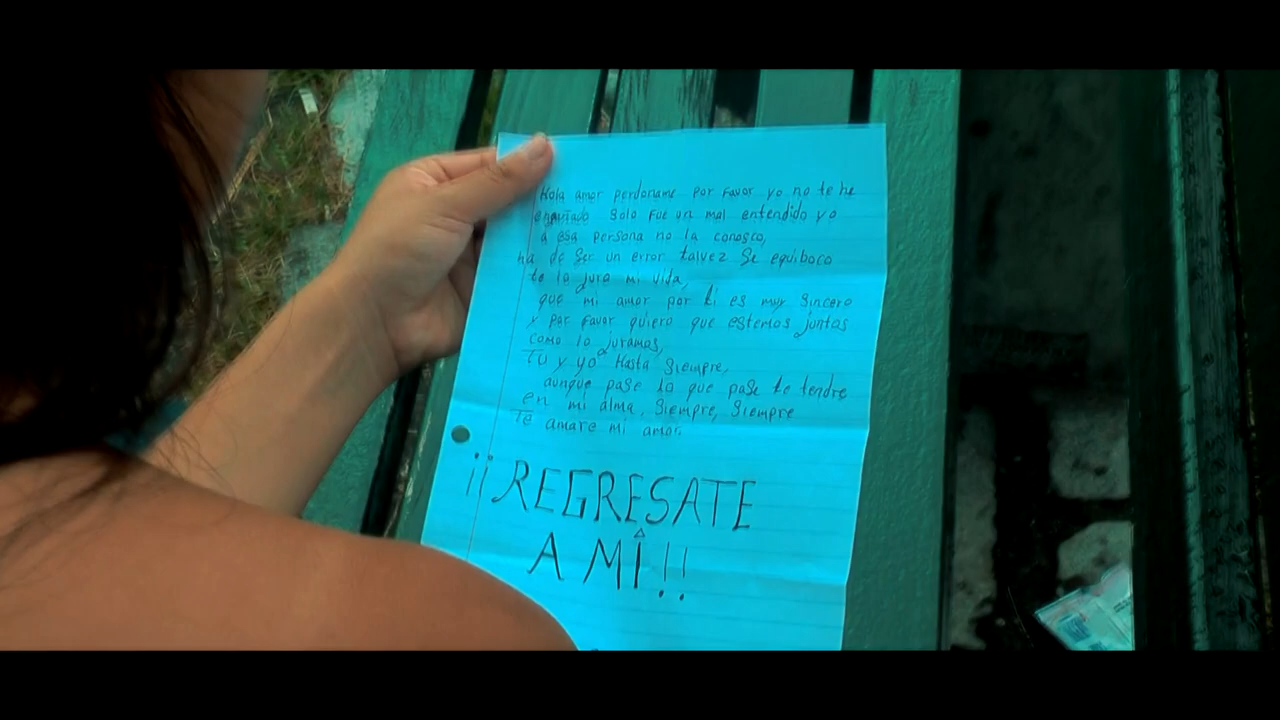 Hola amor perdoname por Favor yo no te he
engañado Solo Fue un mal entendido yo
a esa persona no la conosco,
ha de Ser un error talvez Se equiboco
te lo juro mi vida,
que mi amor por ti es muy Sincero
y por Favor quiero que estemos juntos
como lo juramos,
Tu y yo Hasta Siempre,
aunque pase lo que pase te tendre
en mi alma, Siempre, Siempre
Te amare mi amor.
¡¡REGRESATE
A MÎ!!